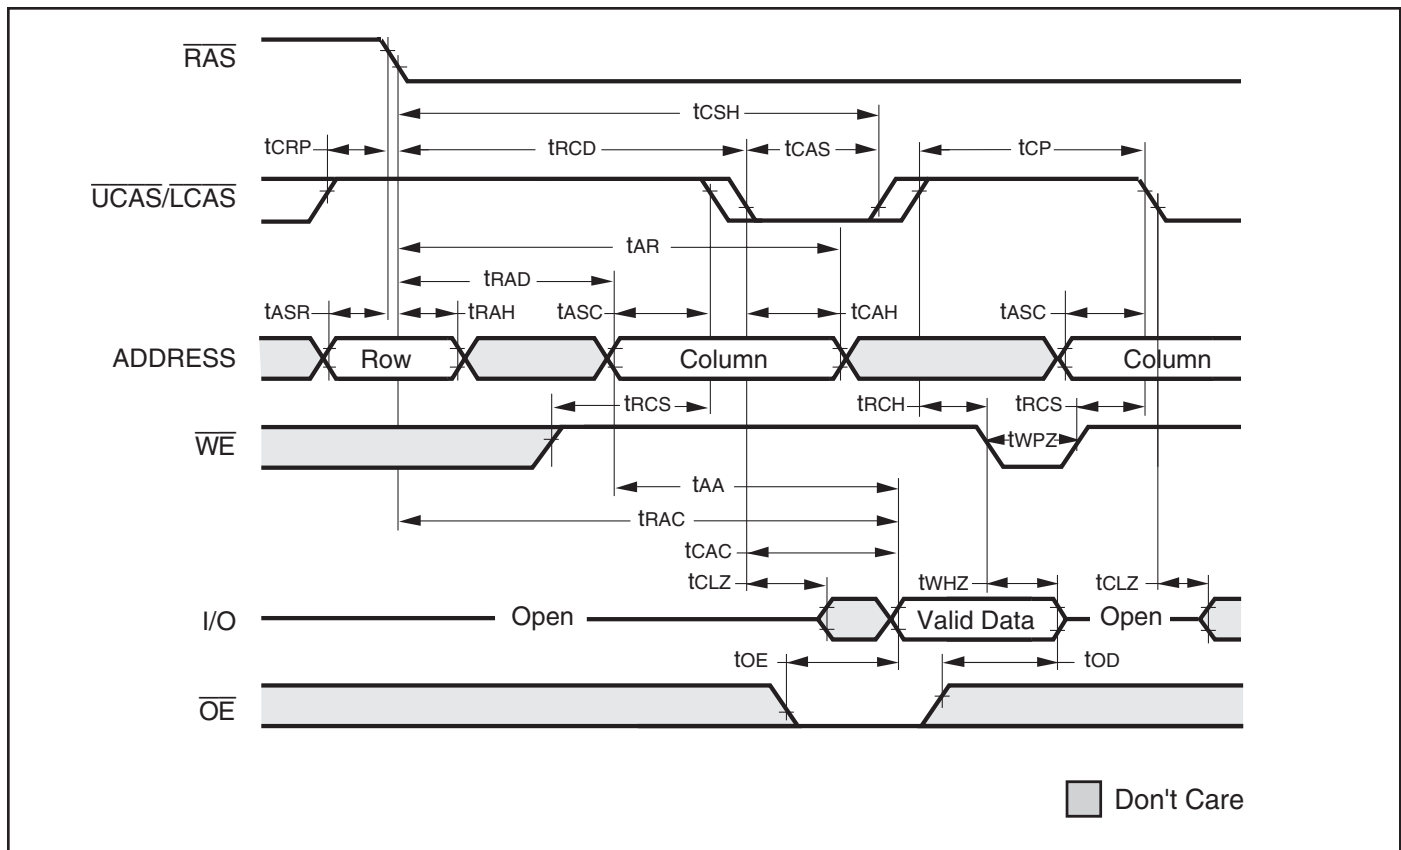 RAS
tCSH
tCRP
tRCD
tCAS
tCP
UCAS/LCAS
tAR
tRAD
tASR
tRAH
tASC
tCAH
tASC
ADDRESS
Row
Column
Column
tRCS
tRCH
tRCS
WE
tWPZ
tAA
tRAC
tCAC
tCLZ
tWHZ
tCLZ
I/O
Open
Valid Data
Open
tOE
tOD
OE
Don't Care